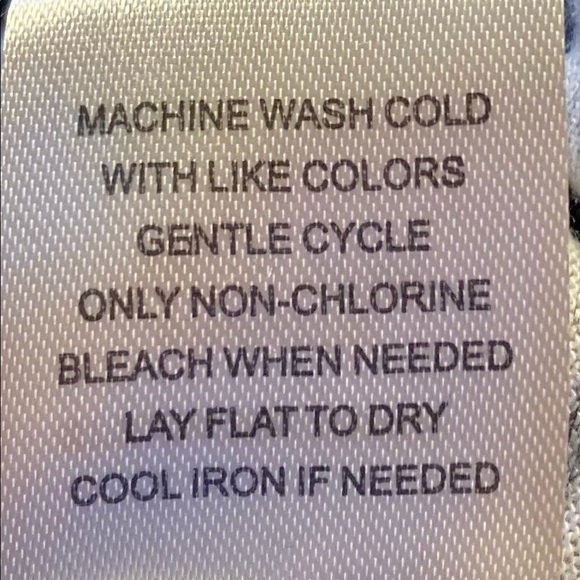 MACHINE WASH COLD
WITH LIKE COLORS
GENTLE CYCLE
ONLY NON-CHLORINE
BLEACH WHEN NEEDED
LAY FLAT TO DRY
COOL IRON IF NEEDED